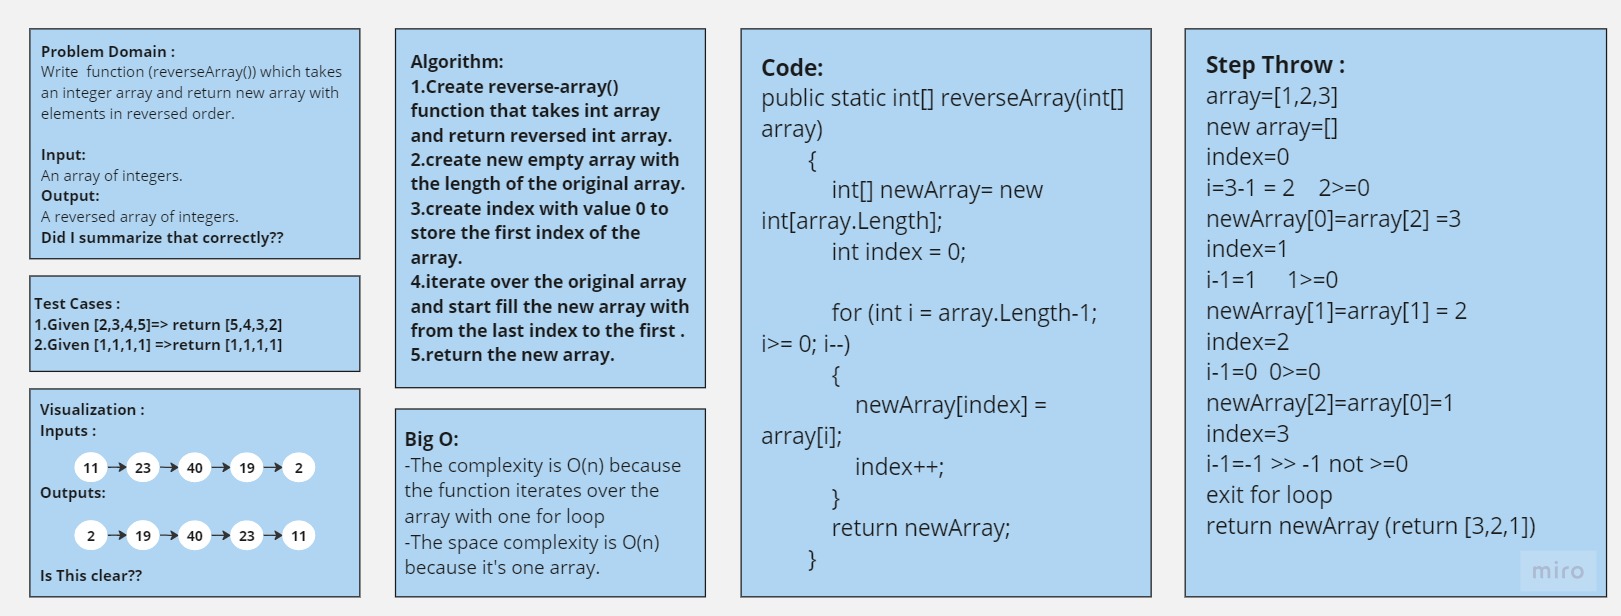 Problem Domain :
Write  function (reverseArray()) which takes
an integer array and return new array with
elements in reversed order.
Input:
An array of integers.
Output:
A reversed array of integers.
Did I summarize that correctly??
Test Cases :
1.Given [2,3,4,5]=> return [5,4,3,2]
2.Given [1,1,1,1] =>return [1,1,1,1]
Visualization :
Inputs :
11 23 40 19 2
Outputs:
2 19 40 23 11
Is This clear??
Algorithm:
1.Create reverse-array()
function that takes int array
and return reversed int array.
2.create new empty array with
the length of the original array.
3.create index with value 0 to
store the first index of the
array.
4.iterate over the original array
and start fill the new array with
from the last index to the first .
5.return the new array.
Big O:
-The complexity is O(n) because
the function iterates over the
array with one for loop
-The space complexity is O(n)
because it's one array.
Code:
public static int[] reverseArray(int[]
array)
{
int[] newArray= new
int[array.Length];
int index = 0;
for (int i = array.Length-1;
i>= 0; i--)
{
newArray[index] =
array[i];
index++;
}
return newArray;
}
Step Throw :
array=[1,2,3]
new array=[]
index=0
i=3-1 = 2    2>=0
newArray[0]=array[2] =3
index=1
i-1=1     1>=0
newArray[1]=array[1] = 2
index=2
i-1=0  0>=0
newArray[2]=array[0]=1
index=3
i-1=-1 >> -1 not >=0
exit for loop
return newArray (return [3,2,1])
miro